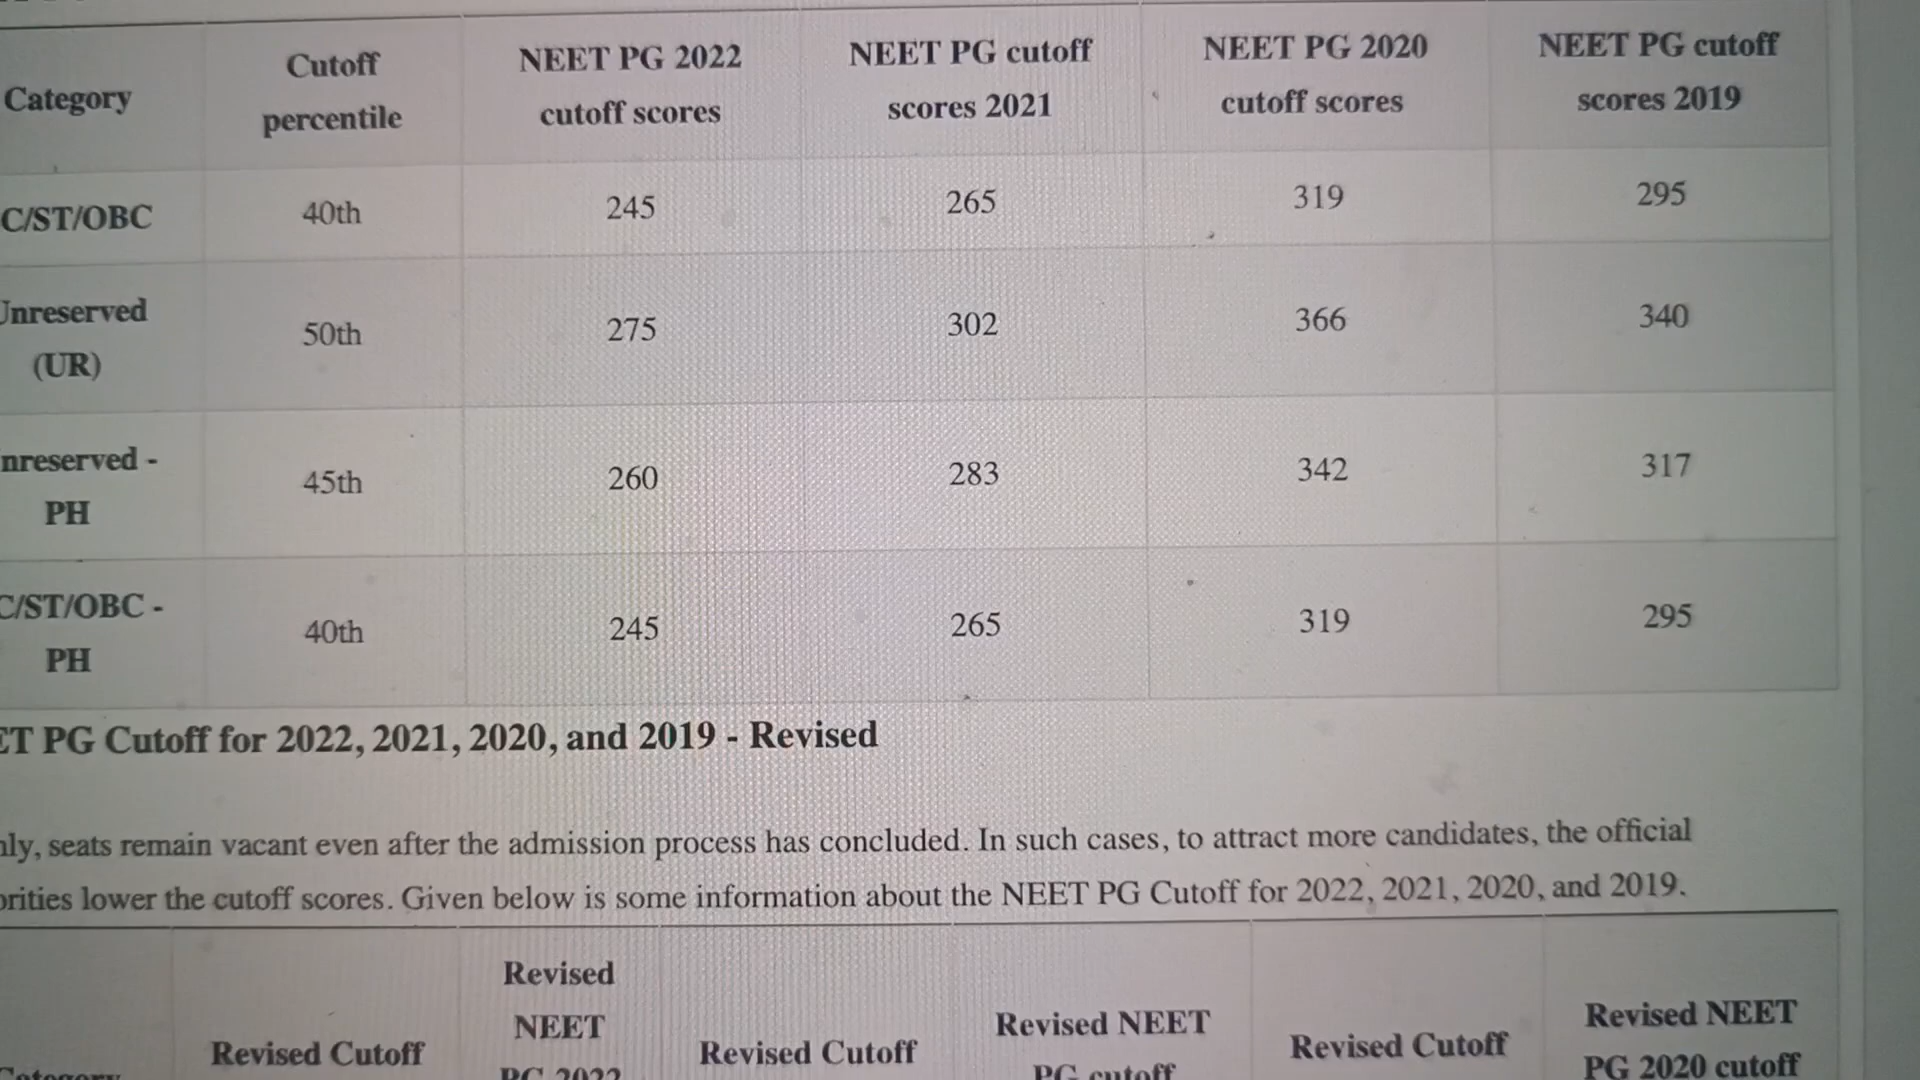 Category
Cutoff
percentile
NEET PG 2022
cutoff scores
NEET PG cutoff
scores 2021
NEET PG 2020
cutoff scores
NEET PG cutoff
scores 2019
C/ST/OBC 40th 245 265 319 295
Unreserved
(UR)
50th 275 302 366 340
nreserved -
PH
45th 260 283 342 317
C/ST/OBC -
PH
40th 245 265 319 295
ET PG Cutoff for 2022, 2021, 2020, and 2019 - Revised
seats remain vacant even after the admission process has concluded. In such cases, to attract more candidates, the official
orities lower the cutoff scores. Given below is some information about the NEET PG Cutoff for 2022, 2021, 2020, and 2019.
Category
Revised Cutoff
Revised
NEET
PG 2022
Revised Cutoff
Revised NEET
PG cutoff
Revised Cutoff
Revised NEET
PG 2020 cutoff